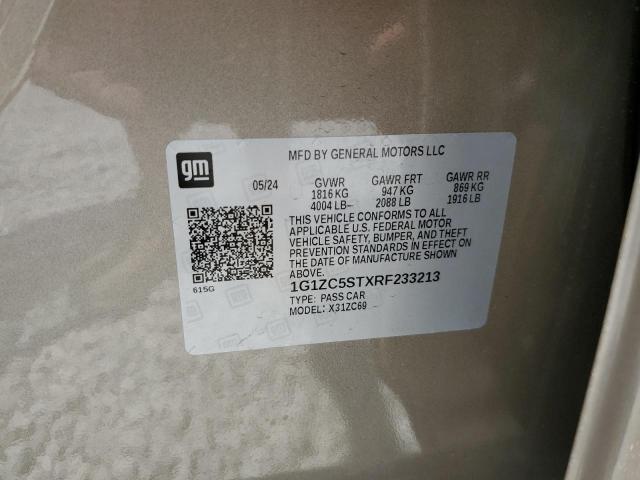 gm
MFD BY GENERAL MOTORS LLC
05/24 GVWR GAWR FRT GAWR RR
1816 KG 947 KG 869 KG
4004 LB 2088 LB 1916 LB
THIS VEHICLE CONFORMS TO ALL
APPLICABLE U.S. FEDERAL MOTOR
VEHICLE SAFETY, BUMPER, AND THEFT
PREVENTION STANDARDS IN EFFECT ON
THE DATE OF MANUFACTURE SHOWN
ABOVE.
1G1ZC5STXRF233213
615G
TYPE: PASS CAR
MODEL: X31ZC69